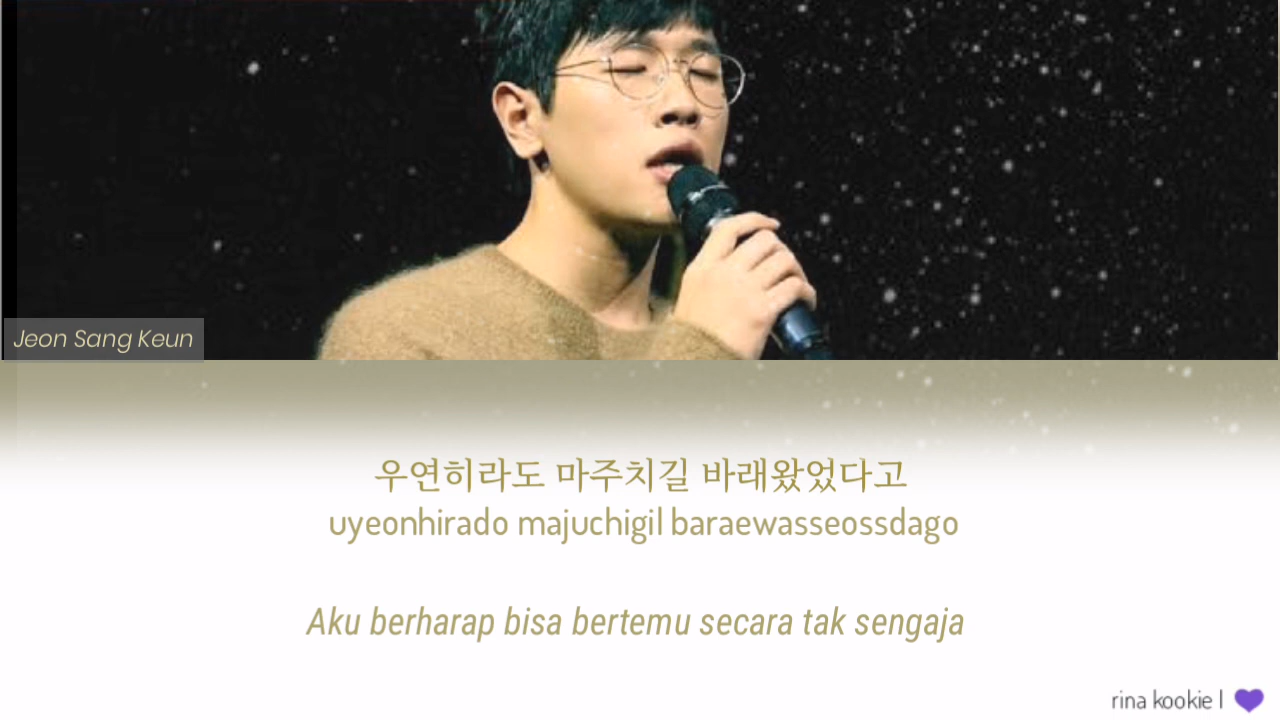 Jeon Sang Keun
우연히라도 마주치길 바래왔었다고
uyeonhirado majuchigil baraewasseossdago
Aku berharap bisa bertemu secara tak sengaja
rina kookie l 💜